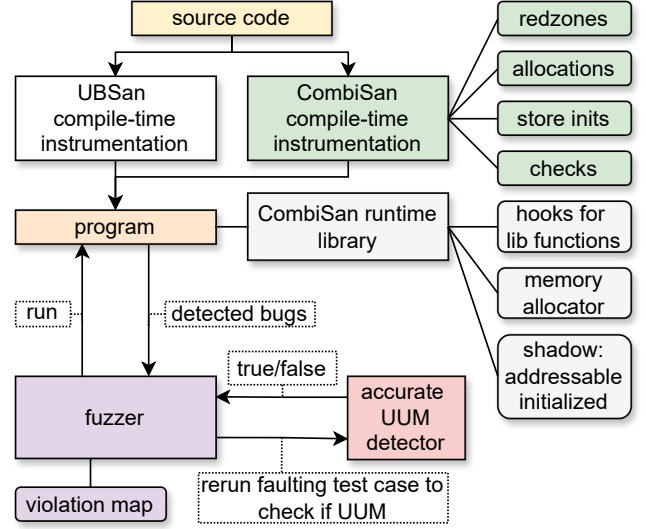 source code
UBSan
compile-time
instrumentation
CombiSan
compile-time
instrumentation
redzones
allocations
store inits
checks
program
CombiSan runtime
library
hooks for
lib functions
memory
allocator
shadow:
addressable
initialized
run
detected bugs
true/false
fuzzer
accurate
UUM
detector
rerun faulting test case to
check if UUM
violation map